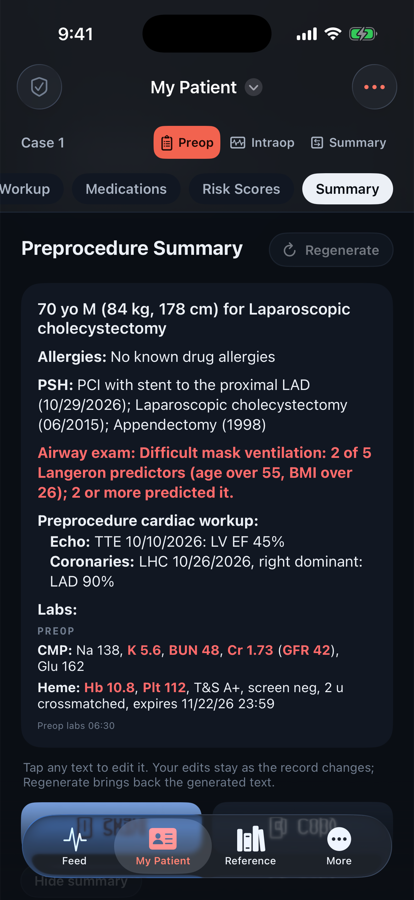 9:41
My Patient
Case 1
Preop
Intraop
Summary
Workup
Medications
Risk Scores
Summary
Preprocedure Summary
Regenerate
70 yo M (84 kg, 178 cm) for Laparoscopic
cholecystectomy
Allergies: No known drug allergies
PSH: PCI with stent to the proximal LAD
(10/29/2026); Laparoscopic cholecystectomy
(06/2015); Appendectomy (1998)
Airway exam: Difficult mask ventilation: 2 of 5
Langeron predictors (age over 55, BMI over
26); 2 or more predicted it.
Preprocedure cardiac workup:
Echo: TTE 10/10/2026: LV EF 45%
Coronaries: LHC 10/26/2026, right dominant:
LAD 90%
Labs:
PREOP
CMP: Na 138, K 5.6, BUN 48, Cr 1.73 (GFR 42),
Glu 162
Heme: Hb 10.8, Plt 112, T&S A+, screen neg, 2 u
crossmatched, expires 11/22/26 23:59
Preop labs 06:30
Tap any text to edit it. Your edits stay as the record changes;
Regenerate brings back the generated text.
Feed
My Patient
Reference
More
Hide summary